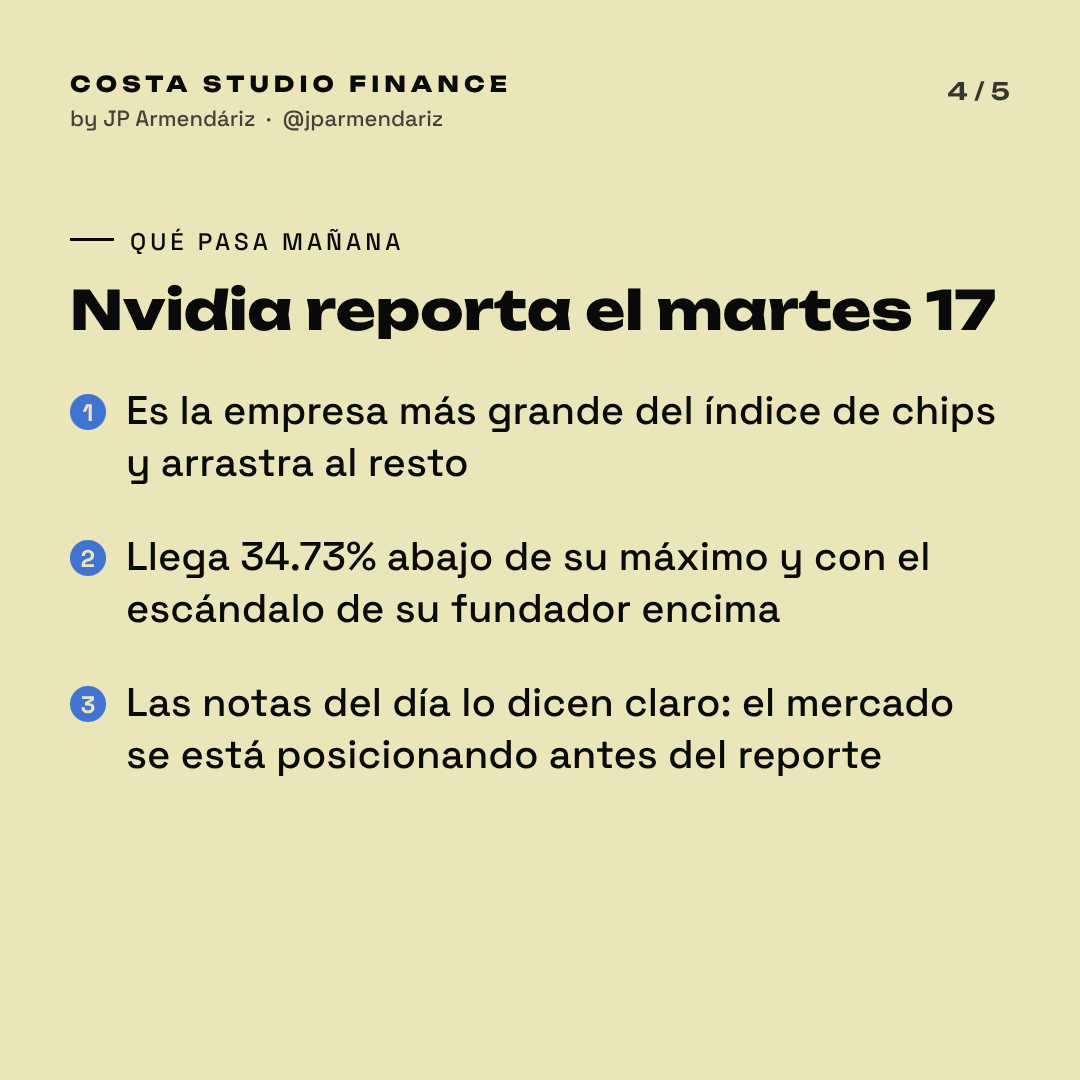 COSTA STUDIO FINANCE
by JP Armendáriz · @jparmendariz
4 / 5
QUÉ PASA MAÑANA
Nvidia reporta el martes 17
1 Es la empresa más grande del índice de chips
y arrastra al resto
2 Llega 34.73% abajo de su máximo y con el
escándalo de su fundador encima
3 Las notas del día lo dicen claro: el mercado
se está posicionando antes del reporte